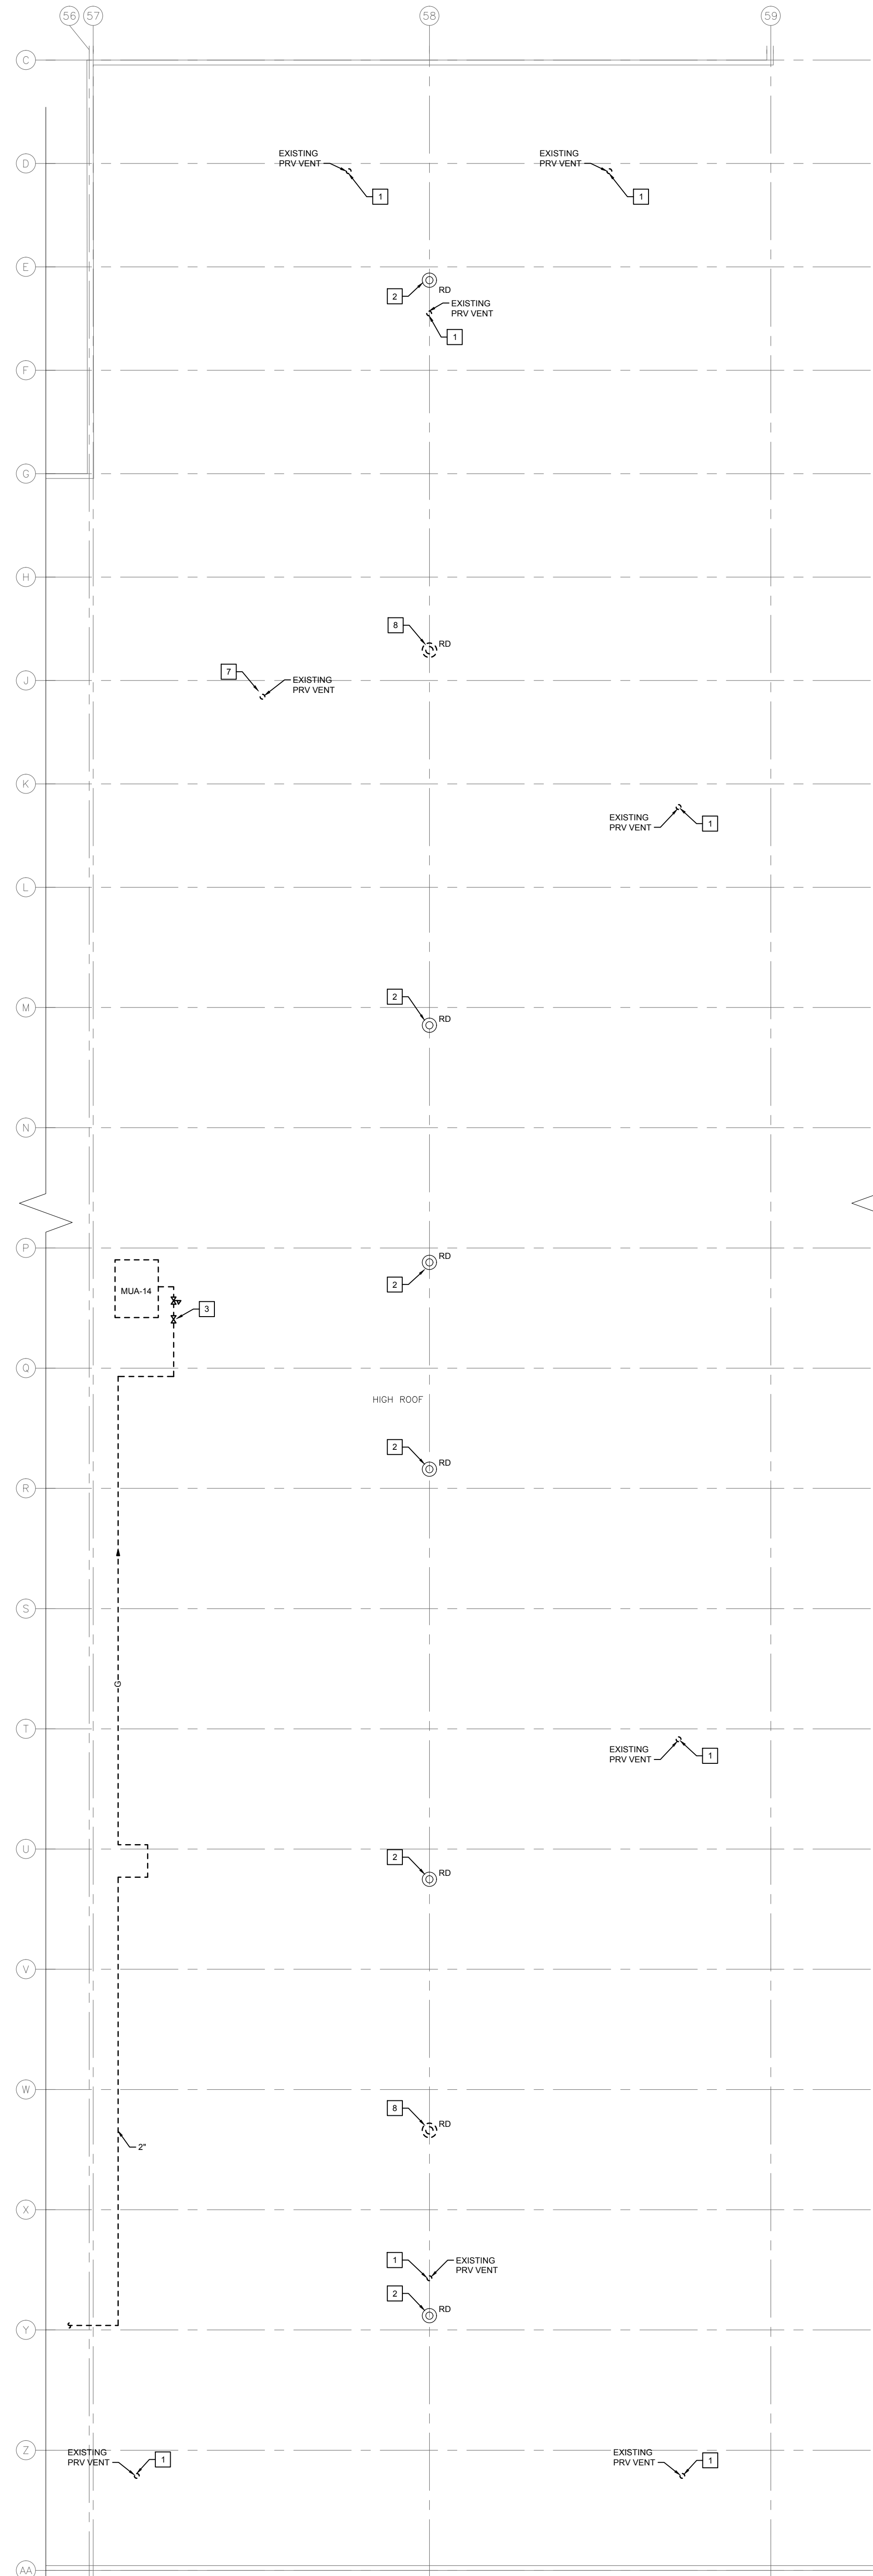 56 57 58 59
C
D
EXISTING
PRV VENT
1
EXISTING
PRV VENT
1
E
2
RD
EXISTING
PRV VENT
1
F
G
H
8
RD
7
EXISTING
PRV VENT
J
K
EXISTING
PRV VENT
1
L
2
M
RD
N
P
RD
2
MUA-14
3
Q
HIGH ROOF
2
RD
R
S
G
T
EXISTING
PRV VENT
1
U
2
RD
V
W
8
RD
2"
X
1
EXISTING
PRV VENT
2
RD
Y
Z
EXISTING
PRV VENT
1
EXISTING
PRV VENT
1
AA